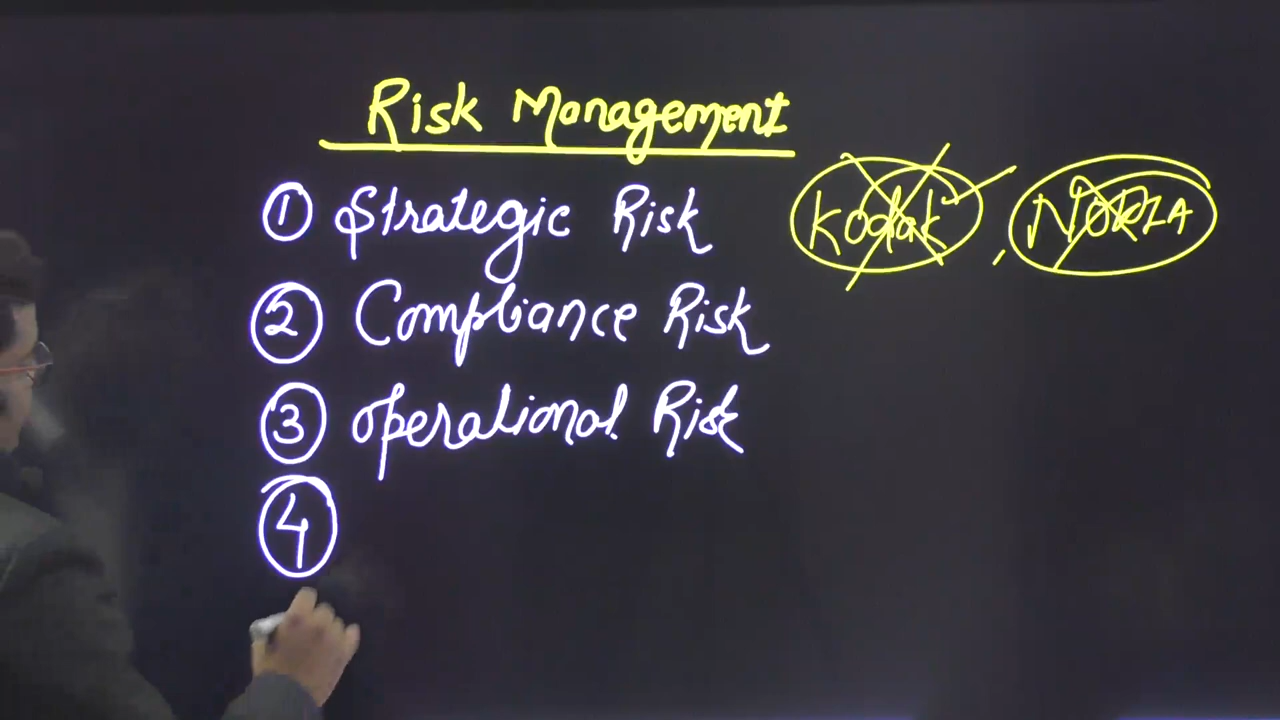 Risk Management
① Strategic Risk Kodak, NOKIA
② Compliance Risk
③ Operational Risk
④